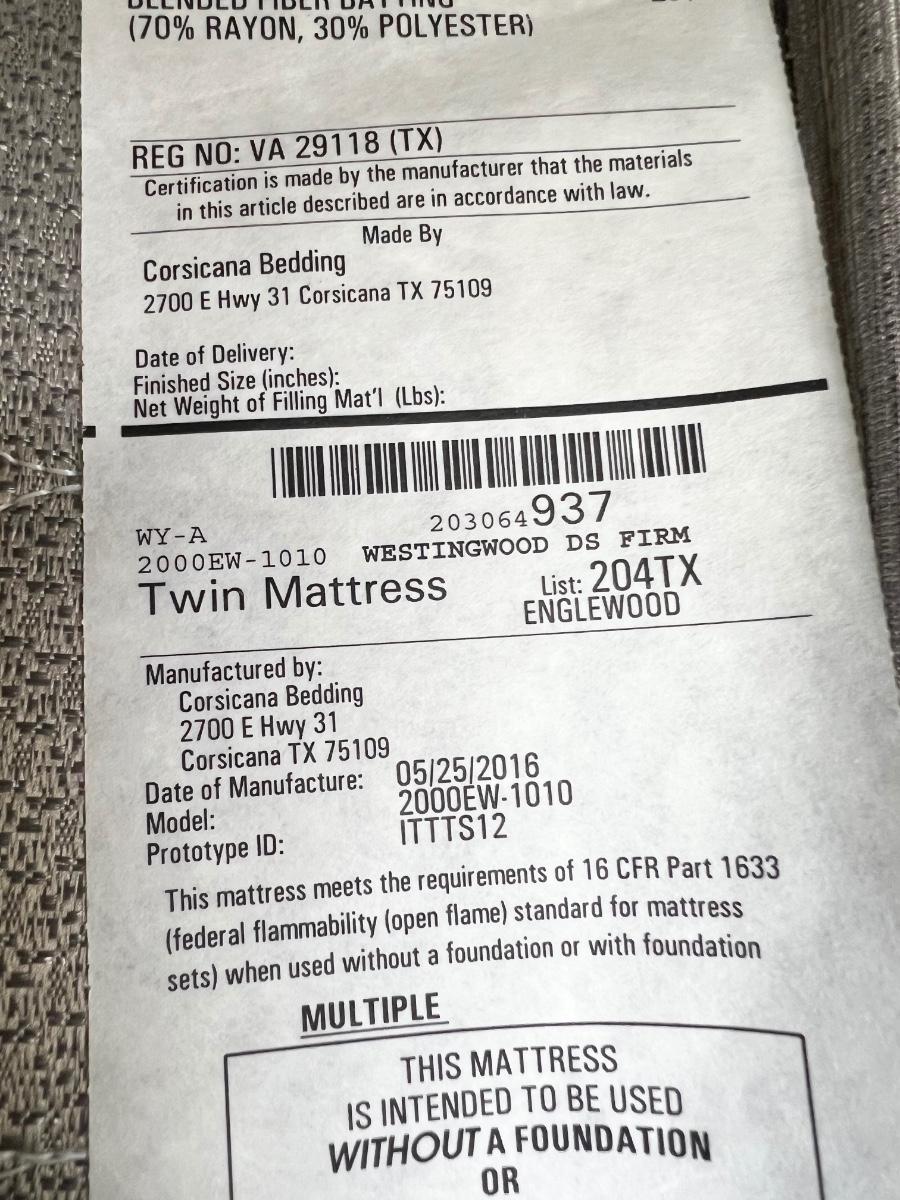 BLENDED FIBER BATTING
(70% RAYON, 30% POLYESTER)
REG NO: VA 29118 (TX)
Certification is made by the manufacturer that the materials
in this article described are in accordance with law.
Made By
Corsicana Bedding
2700 E Hwy 31 Corsicana TX 75109
Date of Delivery:
Finished Size (inches):
Net Weight of Filling Mat'l (Lbs):
203064937
WY-A
2000EW-1010 WESTINGWOOD DS FIRM
Twin Mattress List: 204TX
ENGLEWOOD
Manufactured by:
Corsicana Bedding
2700 E Hwy 31
Corsicana TX 75109
Date of Manufacture: 05/25/2016
Model: 2000EW-1010
Prototype ID: ITTTS12
This mattress meets the requirements of 16 CFR Part 1633
(federal flammability (open flame) standard for mattress
sets) when used without a foundation or with foundation
MULTIPLE
THIS MATTRESS
IS INTENDED TO BE USED
WITHOUT A FOUNDATION
OR